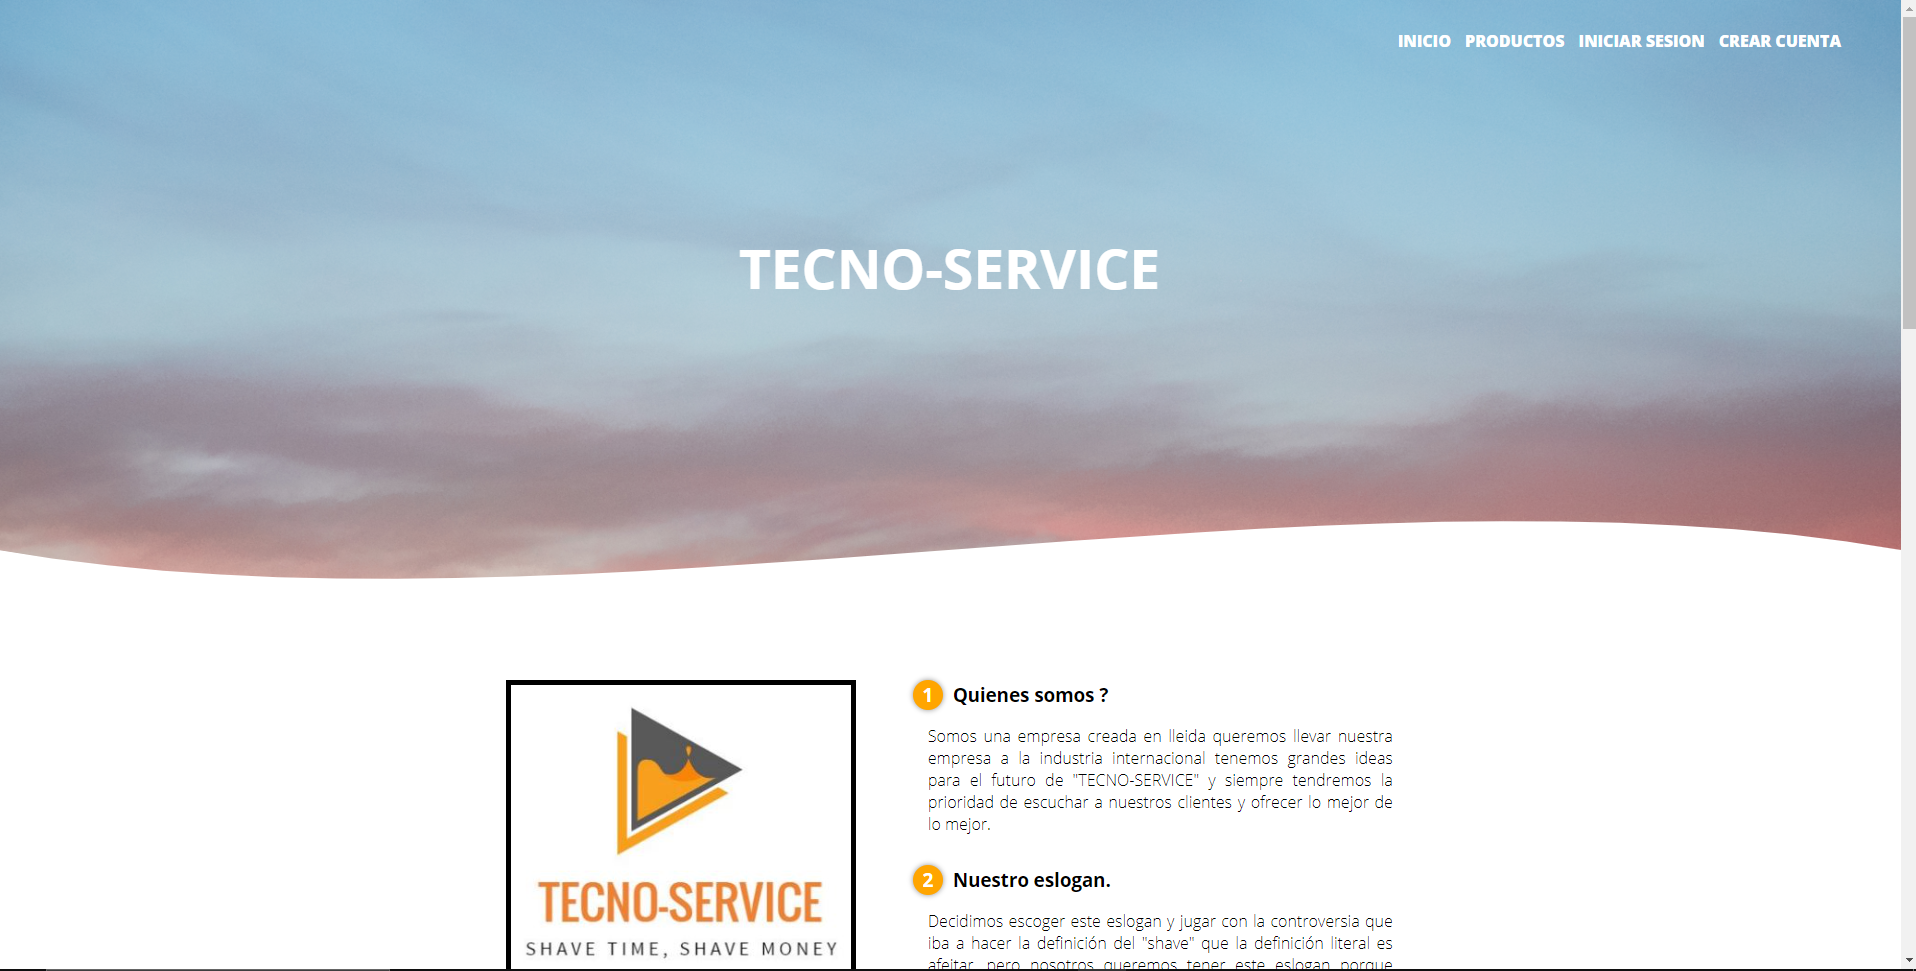 INICIO PRODUCTOS INICIAR SESION CREAR CUENTA
TECNO-SERVICE
TECNO-SERVICE
SHAVE TIME, SHAVE MONEY
1 Quienes somos ?
Somos una empresa creada en lleida queremos llevar nuestra
empresa a la industria internacional tenemos grandes ideas
para el futuro de "TECNO-SERVICE" y siempre tendremos la
prioridad de escuchar a nuestros clientes y ofrecer lo mejor de
lo mejor.
2 Nuestro eslogan.
Decidimos escoger este eslogan y jugar con la controversia que
iba a hacer la definición del "shave" que la definición literal es
afeitar, pero nosotros queremos tener este eslogan porque